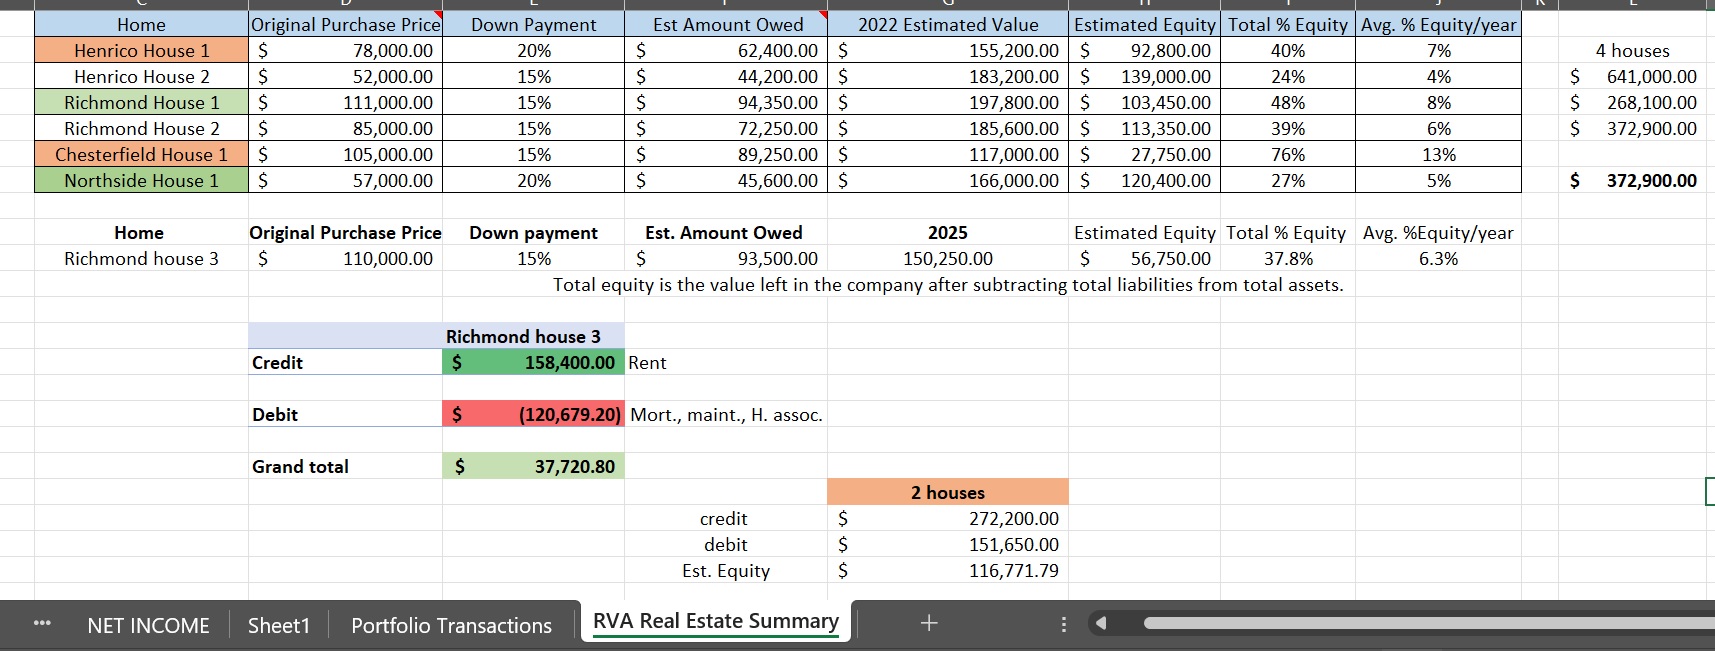 Home Original Purchase Price Down Payment Est Amount Owed 2022 Estimated Value Estimated Equity Total % Equity Avg. % Equity/year
Henrico House 1 $ 78,000.00 20% $ 62,400.00 $ 155,200.00 $ 92,800.00 40% 7% 4 houses
Henrico House 2 $ 52,000.00 15% $ 44,200.00 $ 183,200.00 $ 139,000.00 24% 4% $ 641,000.00
Richmond House 1 $ 111,000.00 15% $ 94,350.00 $ 197,800.00 $ 103,450.00 48% 8% $ 268,100.00
Richmond House 2 $ 85,000.00 15% $ 72,250.00 $ 185,600.00 $ 113,350.00 39% 6% $ 372,900.00
Chesterfield House 1 $ 105,000.00 15% $ 89,250.00 $ 117,000.00 $ 27,750.00 76% 13%
Northside House 1 $ 57,000.00 20% $ 45,600.00 $ 166,000.00 $ 120,400.00 27% 5% $ 372,900.00
Home Original Purchase Price Down payment Est. Amount Owed 2025 Estimated Equity Total % Equity Avg. %Equity/year
Richmond house 3 $ 110,000.00 15% $ 93,500.00 150,250.00 $ 56,750.00 37.8% 6.3%
Total equity is the value left in the company after subtracting total liabilities from total assets.
Richmond house 3
Credit $ 158,400.00 Rent
Debit $ (120,679.20) Mort., maint., H. assoc.
Grand total $ 37,720.80
2 houses
credit $ 272,200.00
debit $ 151,650.00
Est. Equity $ 116,771.79
NET INCOME Sheet1 Portfolio Transactions RVA Real Estate Summary